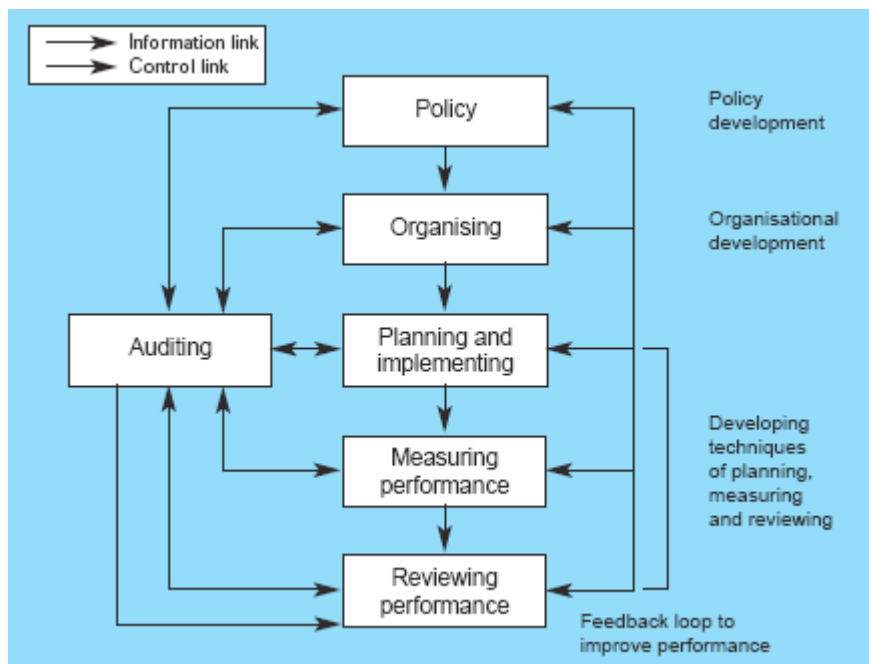 Information link
Control link
Policy
Policy
development
Organising
Organisational
development
Auditing
Planning and
implementing
Measuring
performance
Developing
techniques
of planning,
measuring
and reviewing
Reviewing
performance
Feedback loop to
improve performance